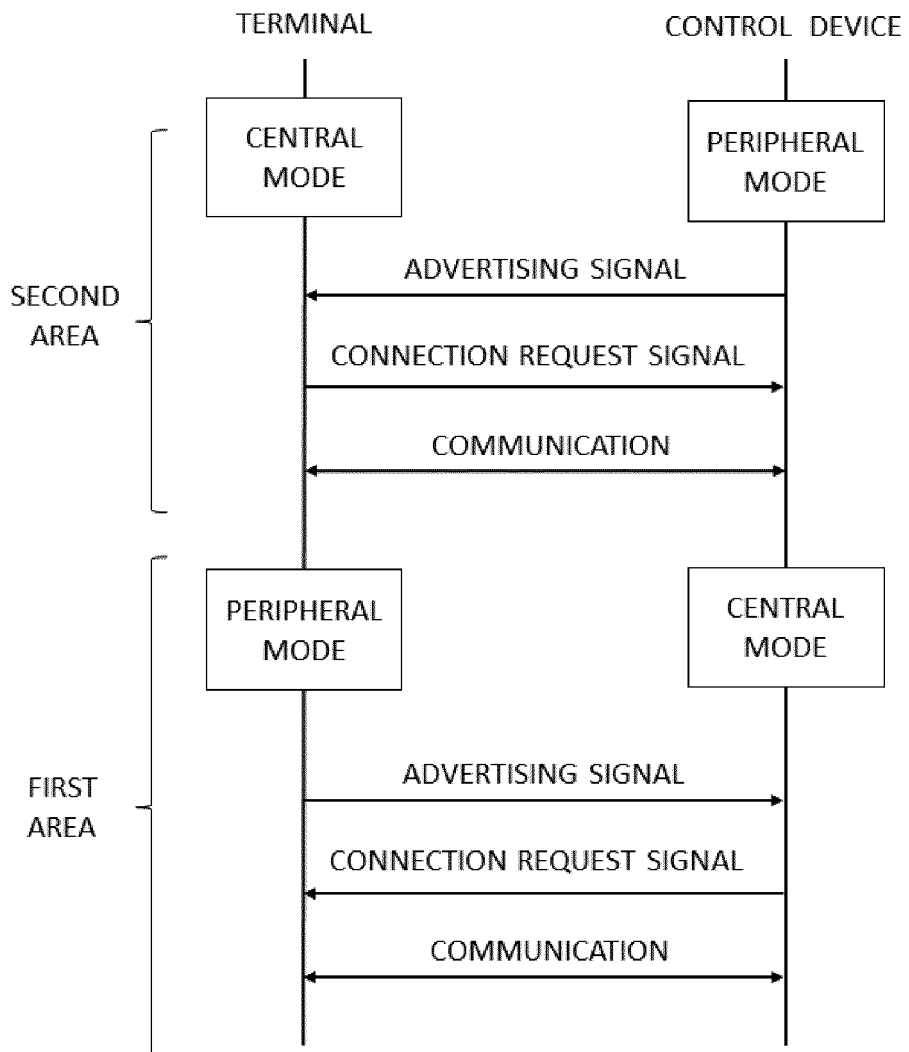 TERMINAL
CONTROL DEVICE
CENTRAL
MODE
PERIPHERAL
MODE
SECOND
AREA
ADVERTISING SIGNAL
CONNECTION REQUEST SIGNAL
COMMUNICATION
PERIPHERAL
MODE
CENTRAL
MODE
FIRST
AREA
ADVERTISING SIGNAL
CONNECTION REQUEST SIGNAL
COMMUNICATION